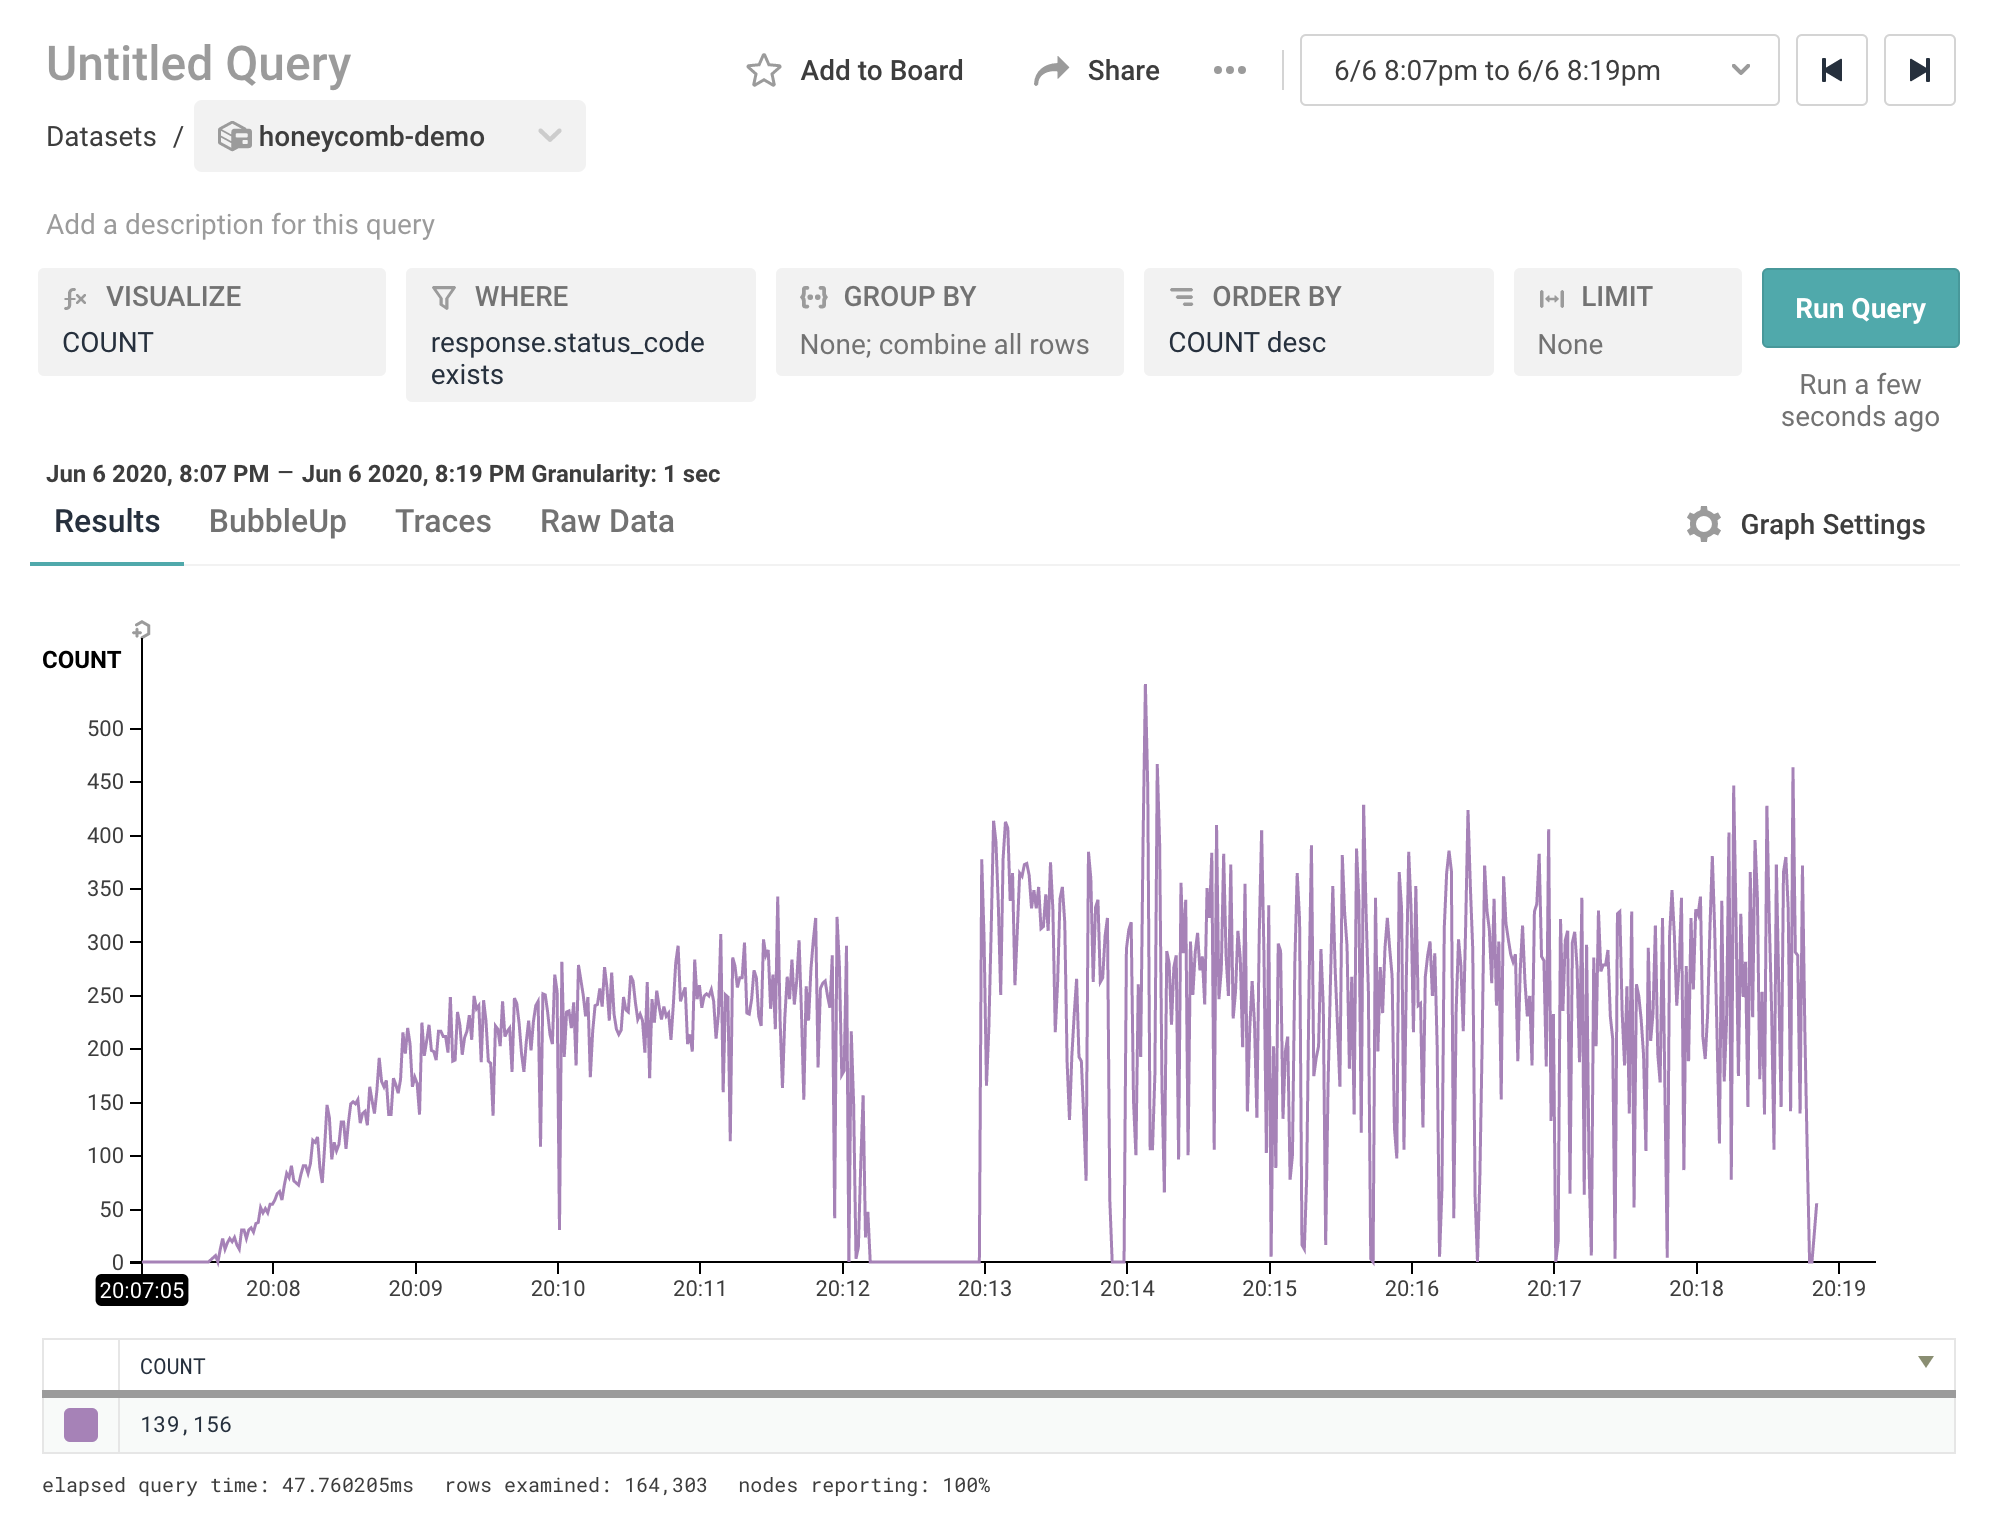 Untitled Query
Add to Board
Share
6/6 8:07pm to 6/6 8:19pm
Datasets / honeycomb-demo
Add a description for this query
VISUALIZE
COUNT
WHERE
response.status_code
exists
GROUP BY
None; combine all rows
ORDER BY
COUNT desc
LIMIT
None
Run Query
Run a few
seconds ago
Jun 6 2020, 8:07 PM – Jun 6 2020, 8:19 PM Granularity: 1 sec
Results BubbleUp Traces Raw Data
Graph Settings
COUNT
500
450
400
350
300
250
200
150
100
50
0
20:07:05 20:08 20:09 20:10 20:11 20:12 20:13 20:14 20:15 20:16 20:17 20:18 20:19
COUNT
139,156
elapsed query time: 47.760205ms rows examined: 164,303 nodes reporting: 100%